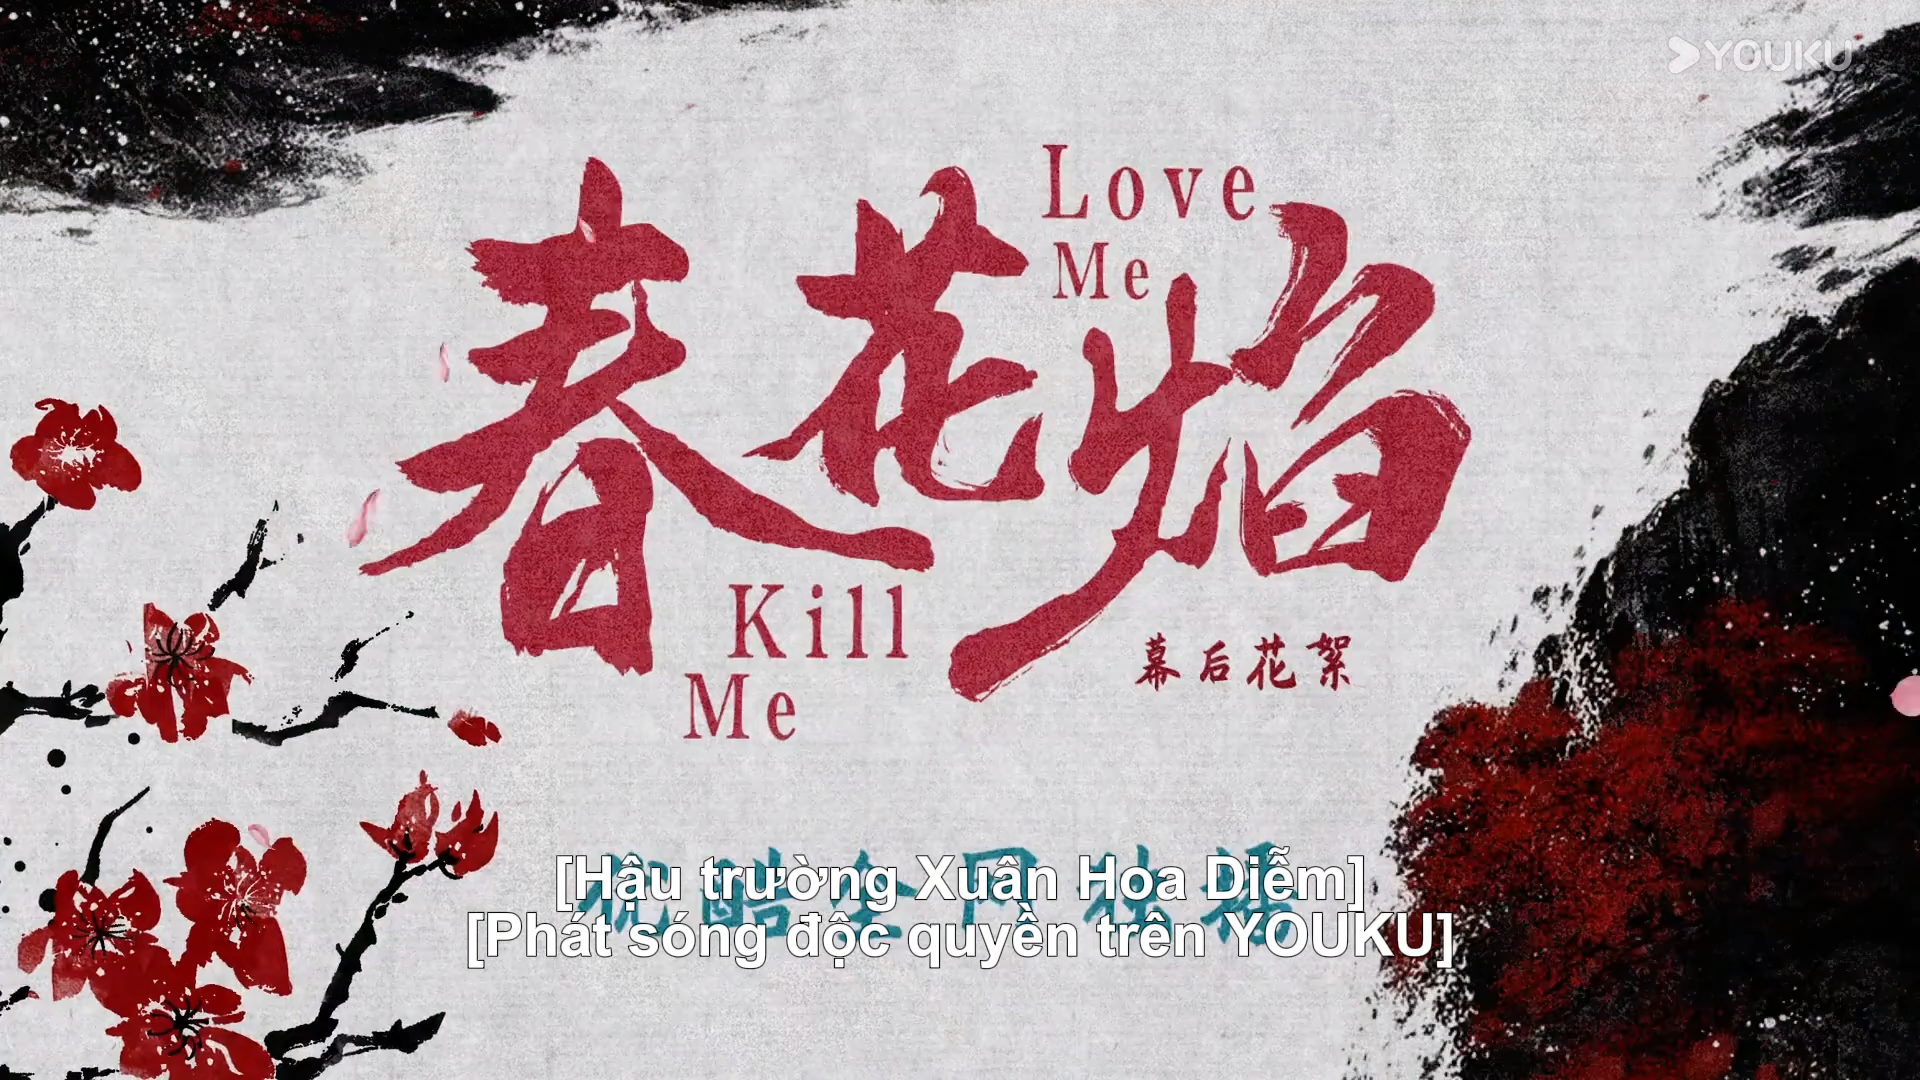 YOUKU
Love
Me
春花焰
Kill
Me
幕后花絮
[Hậu trường Xuân Hoa Diễm]
[Phát sóng độc quyền trên YOUKU]